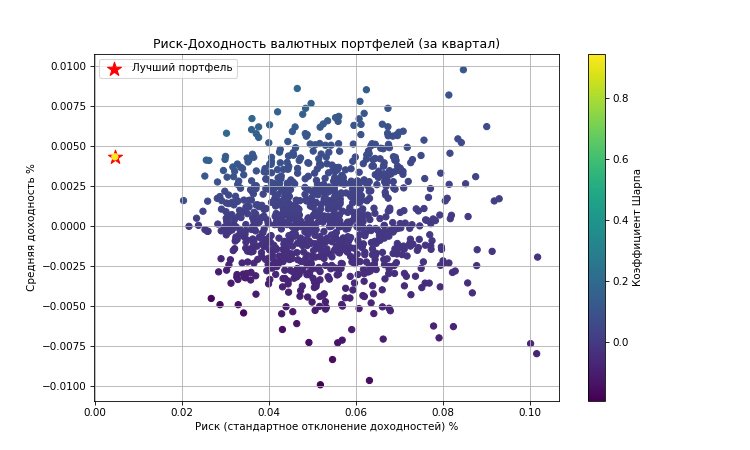 Риск-Доходность валютных портфелей (за квартал)
Лучший портфель
0.0100
0.0075
0.0050
0.0025
0.0000
−0.0025
−0.0050
−0.0075
−0.0100
Средняя доходность %
0.00 0.02 0.04 0.06 0.08 0.10
Риск (стандартное отклонение доходностей) %
0.8
0.6
0.4
0.2
0.0
Коэффициент Шарпа